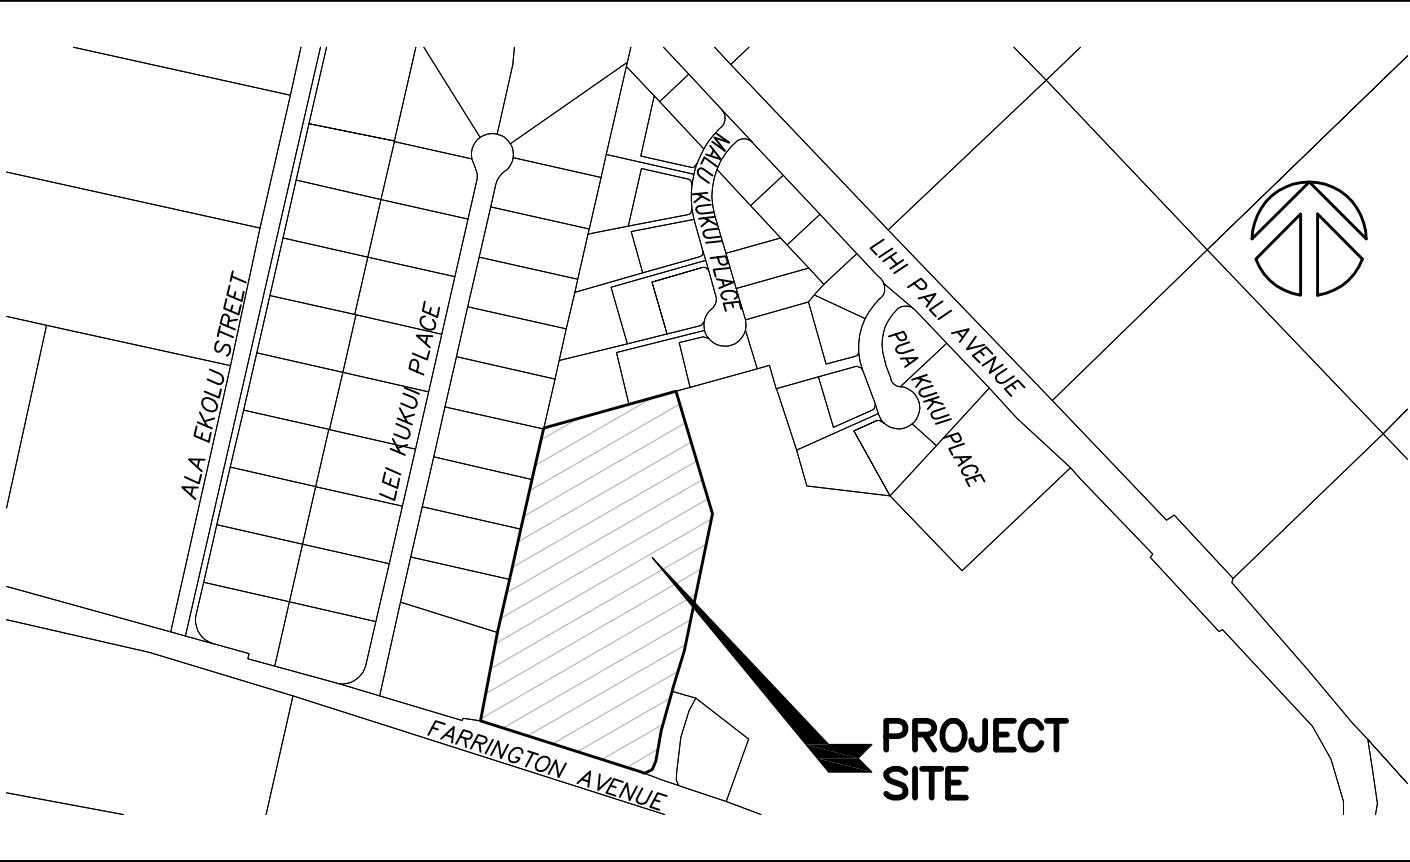 MALU KUKUI PLACE
LIHI PALI AVENUE
ALA EKOLU STREET
LEI KUKUI PLACE
PUA KUKUI PLACE
FARRINGTON AVENUE
PROJECT
SITE